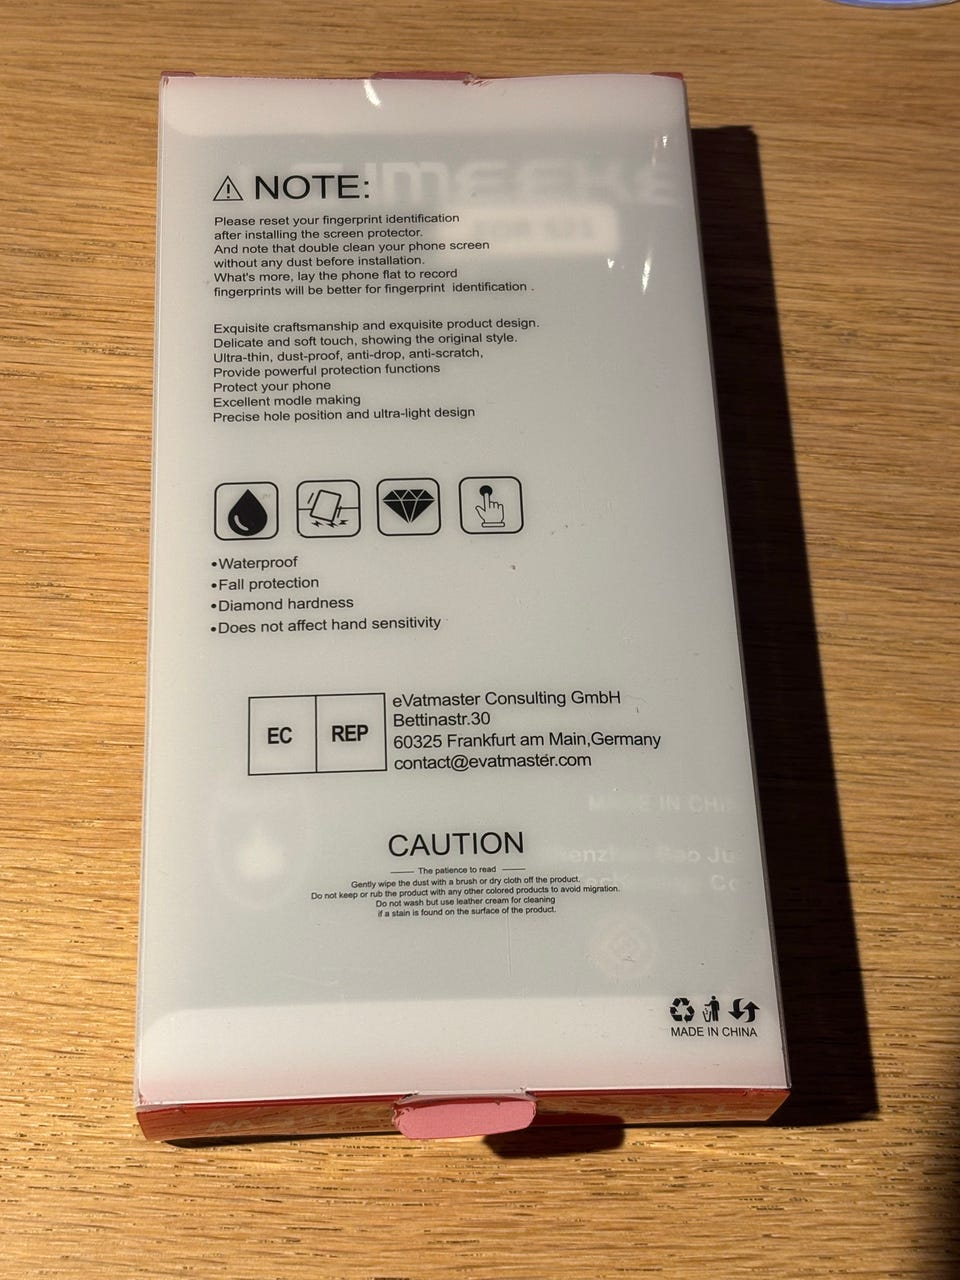 NOTE:
Please reset your fingerprint identification
after installing the screen protector.
And note that double clean your phone screen
without any dust before installation.
What's more, lay the phone flat to record
fingerprints will be better for fingerprint identification .
Exquisite craftsmanship and exquisite product design.
Delicate and soft touch, showing the original style.
Ultra-thin, dust-proof, anti-drop, anti-scratch,
Provide powerful protection functions
Protect your phone
Excellent modle making
Precise hole position and ultra-light design
•Waterproof
•Fall protection
•Diamond hardness
•Does not affect hand sensitivity
EC REP
eVatmaster Consulting GmbH
Bettinastr.30
60325 Frankfurt am Main,Germany
contact@evatmaster.com
MADE IN CHI
CAUTION
The patience to read
Gently wipe the dust with a brush or dry cloth off the product.
Do not keep or rub the product with any other colored products to avoid migration.
Do not wash but use leather cream for cleaning
if a stain is found on the surface of the product.
MADE IN CHINA